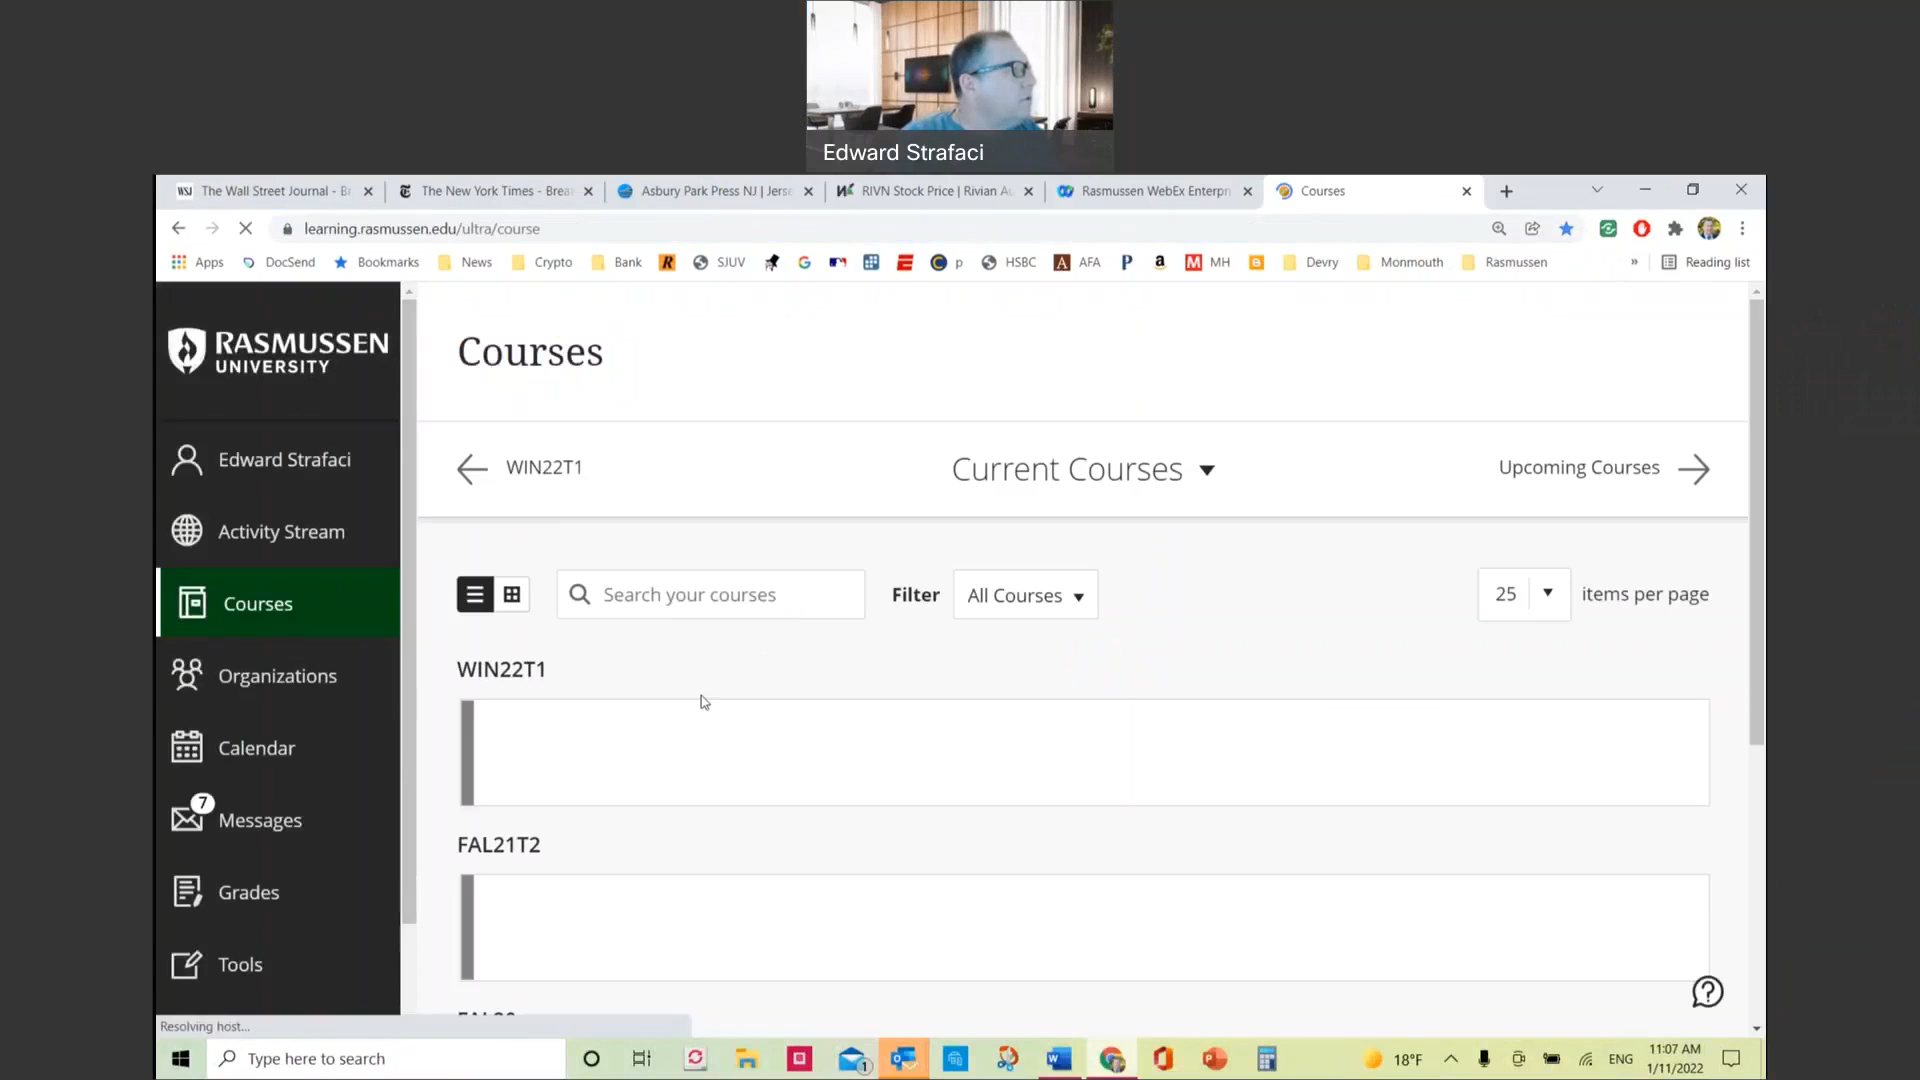 Edward Strafaci
WSJ The Wall Street Journal - B
The New York Times - Brea
Asbury Park Press NJ | Jerse
RIVN Stock Price | Rivian A
Rasmussen WebEx Enterpr
Courses
learning.rasmussen.edu/ultra/course
Apps
DocSend
Bookmarks
News
Crypto
Bank
R
SJUV
G
p
HSBC
A AFA
P
a
M MH
Devry
Monmouth
Rasmussen
»
Reading list
RASMUSSEN
UNIVERSITY
Edward Strafaci
Activity Stream
Courses
Organizations
Calendar
7
Messages
Grades
Tools
Courses
WIN22T1
Current Courses
Upcoming Courses
Search your courses
Filter
All Courses
25
items per page
WIN22T1
FAL21T2
Resolving host...
Type here to search
1
18°F
ENG
11:07 AM
1/11/2022